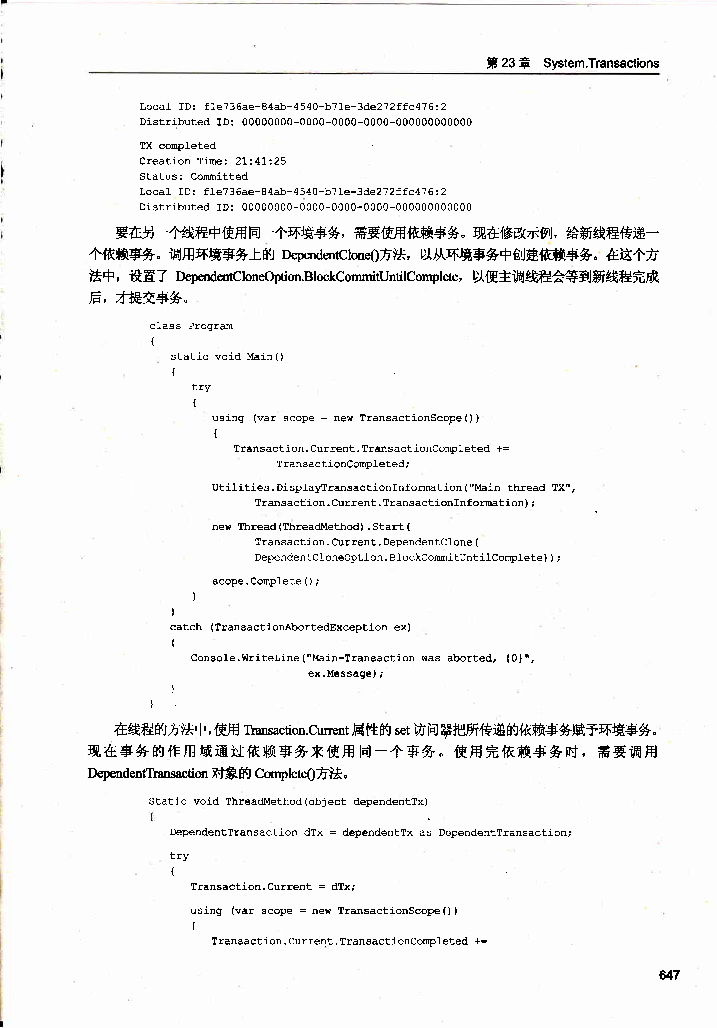 第 23 章 System.Transactions
Local ID: f1e736ae-84ab-4540-b71e-3de272ffc476:2
Distributed ID: 00000000-0000-0000-0000-000000000000
TX completed
Creation Time: 21:41:25
Status: Committed
Local ID: f1e736ae-84ab-4540-b71e-3de272ffc476:2
Distributed ID: 00000000-0000-0000-0000-000000000000
要在另一个线程中使用同一个环境事务，需要使用依赖事务。现在修改示例，给新线程传递一
个依赖事务。调用环境事务上的 DependentClone()方法，以从环境事务中创建依赖事务。在这个方
法中，设置了 DependentCloneOption.BlockCommitUntilComplete，以便主调线程会等到新线程完成
后，才提交事务。
class Program
{
static void Main()
{
try
{
using (var scope = new TransactionScope())
{
Transaction.Current.TransactionCompleted +=
TransactionCompleted;
Utilities.DisplayTransactionInformation("Main thread TX",
Transaction.Current.TransactionInformation);
new Thread(ThreadMethod).Start(
Transaction.Current.DependentClone(
DependentCloneOption.BlockCommitUntilComplete));
scope.Complete();
}
}
catch (TransactionAbortedException ex)
{
Console.WriteLine("Main-Transaction was aborted, {0}",
ex.Message);
}
}
在线程的方法中，使用 Transaction.Current 属性的 set 访问器把所传递的依赖事务赋予环境事务。
现在事务的作用域通过依赖事务来使用同一个事务。使用完依赖事务时，需要调用
DependentTransaction 对象的 Complete()方法。
Static void ThreadMethod(object dependentTx)
{
DependentTransaction dTx = dependentTx as DependentTransaction;
try
{
Transaction.Current = dTx;
using (var scope = new TransactionScope())
{
Transaction.Current.TransactionCompleted +=
647